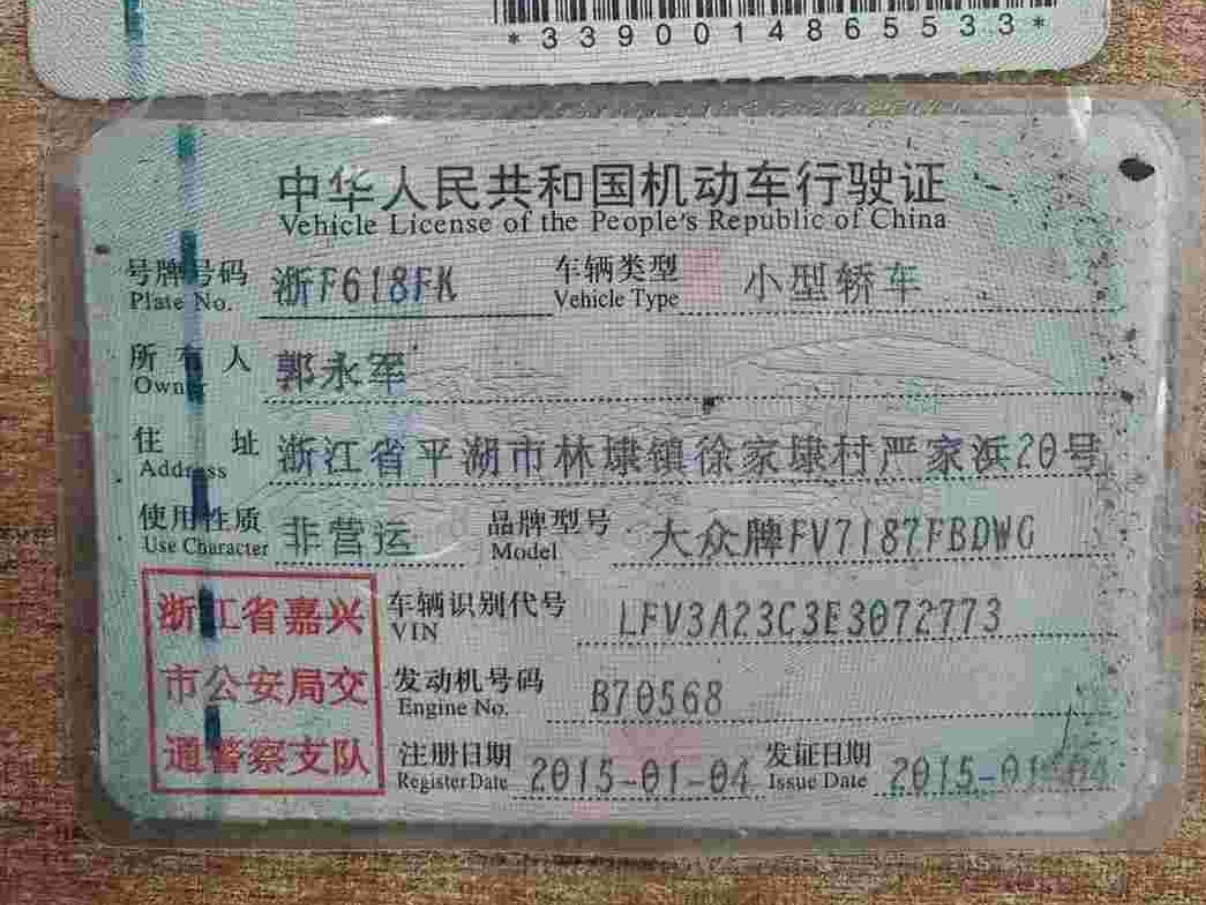 *3390014865533*
中华人民共和国机动车行驶证
Vehicle License of the People's Republic of China
号牌号码 浙F618FK 车辆类型 小型轿车
Plate No. Vehicle Type
所有人 郭永军
Owner
住址 浙江省平湖市林埭镇徐家埭村严家浜20号
Address
使用性质 非营运 品牌型号 大众牌FV7187FBDWG
Use Character Model
浙江省嘉兴 车辆识别代号 LFV3A23C3E3072773
VIN
市公安局交 发动机号码 B70568
Engine No.
通警察支队 注册日期 2015-01-04 发证日期 2015-01-04
Register Date Issue Date